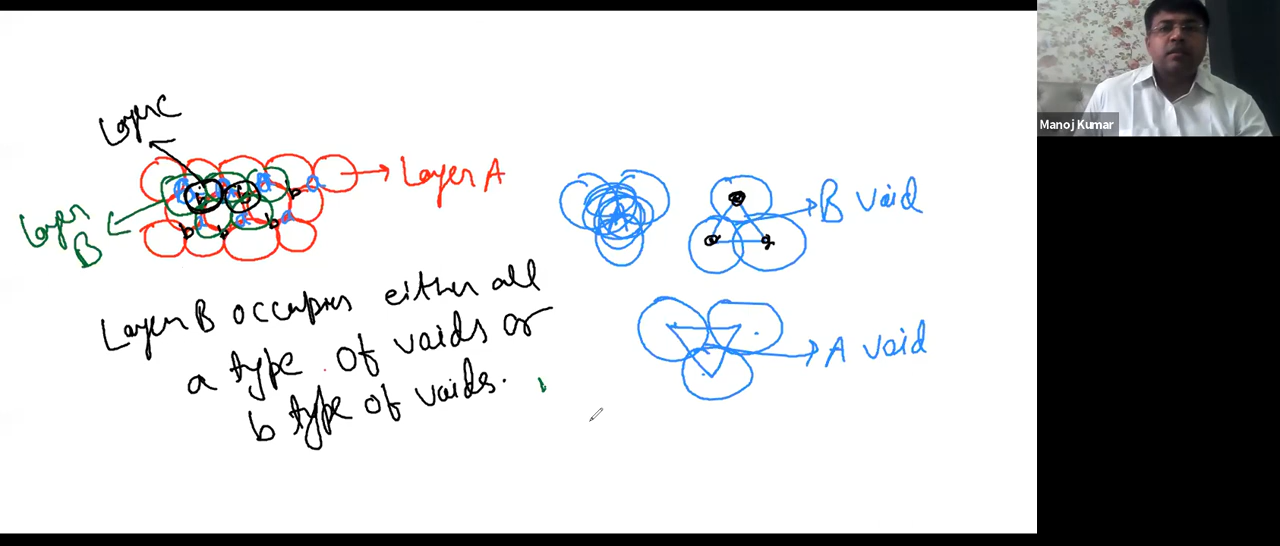 Layer C
Layer A
a
b
b
b
a
a
b
b
b
Layer
B
B void
A void
Layer B occupies either all
a type of voids or
b type of voids.
Manoj Kumar